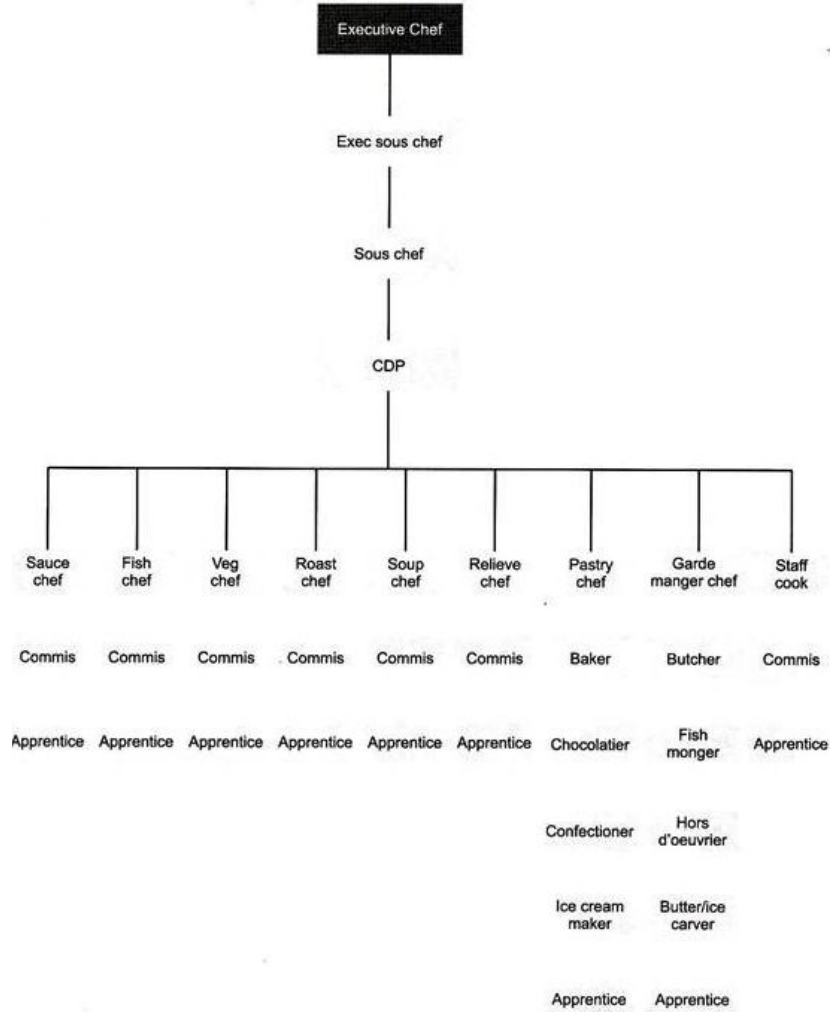 Executive Chef
Exec sous chef
Sous chef
CDP
Sauce Fish Veg Roast Soup Relieve Pastry Garde Staff
chef chef chef chef chef chef chef manger chef cook
Commis Commis Commis Commis Commis Commis Baker Butcher Commis
Apprentice Apprentice Apprentice Apprentice Apprentice Apprentice Chocolatier Fish monger Apprentice
Confectioner Hors d'oeuvrier
Ice cream maker Butter/ice carver
Apprentice Apprentice